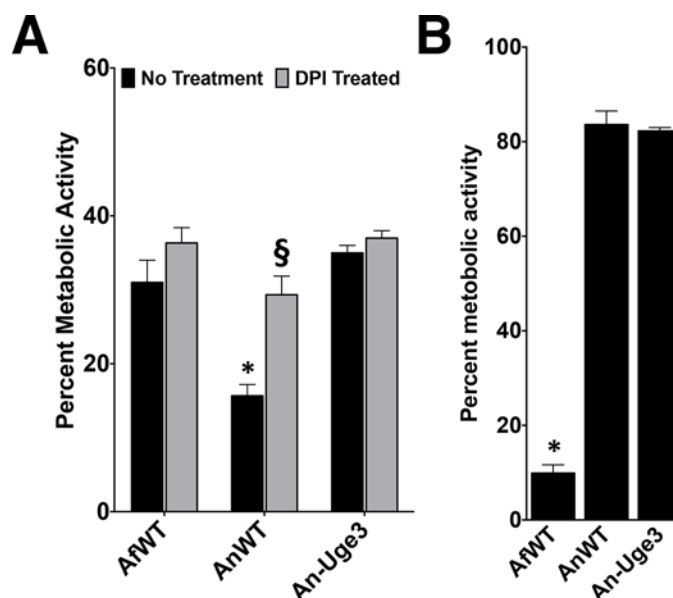 A
No Treatment DPI Treated
Percent Metabolic Activity
60
40
20
0
§
*
AfWT
AnWT
An-Uge3
B
Percent metobolic activity
100
80
60
40
20
0
*
AfWT
AnWT
An-Uge3